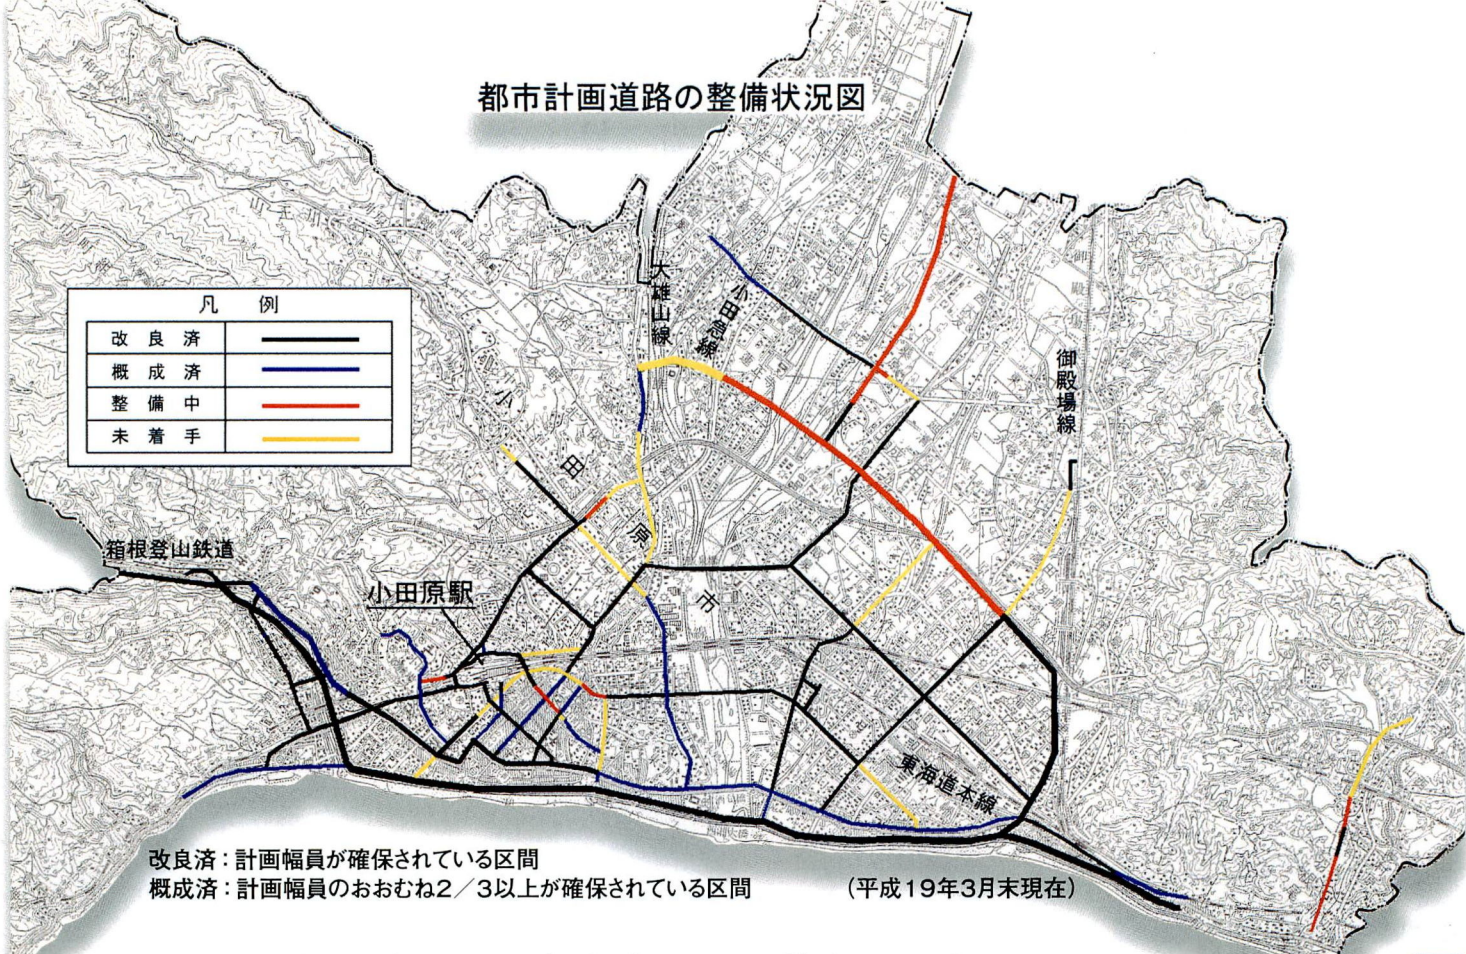 都市計画道路の整備状況図
凡 例
改良済
概成済
整備中
未着手
大雄山線
小田急線
御殿場線
小田原市
箱根登山鉄道
小田原駅
東海道本線
改良済:計画幅員が確保されている区間
概成済:計画幅員のおおむね2/3以上が確保されている区間
(平成19年3月末現在)